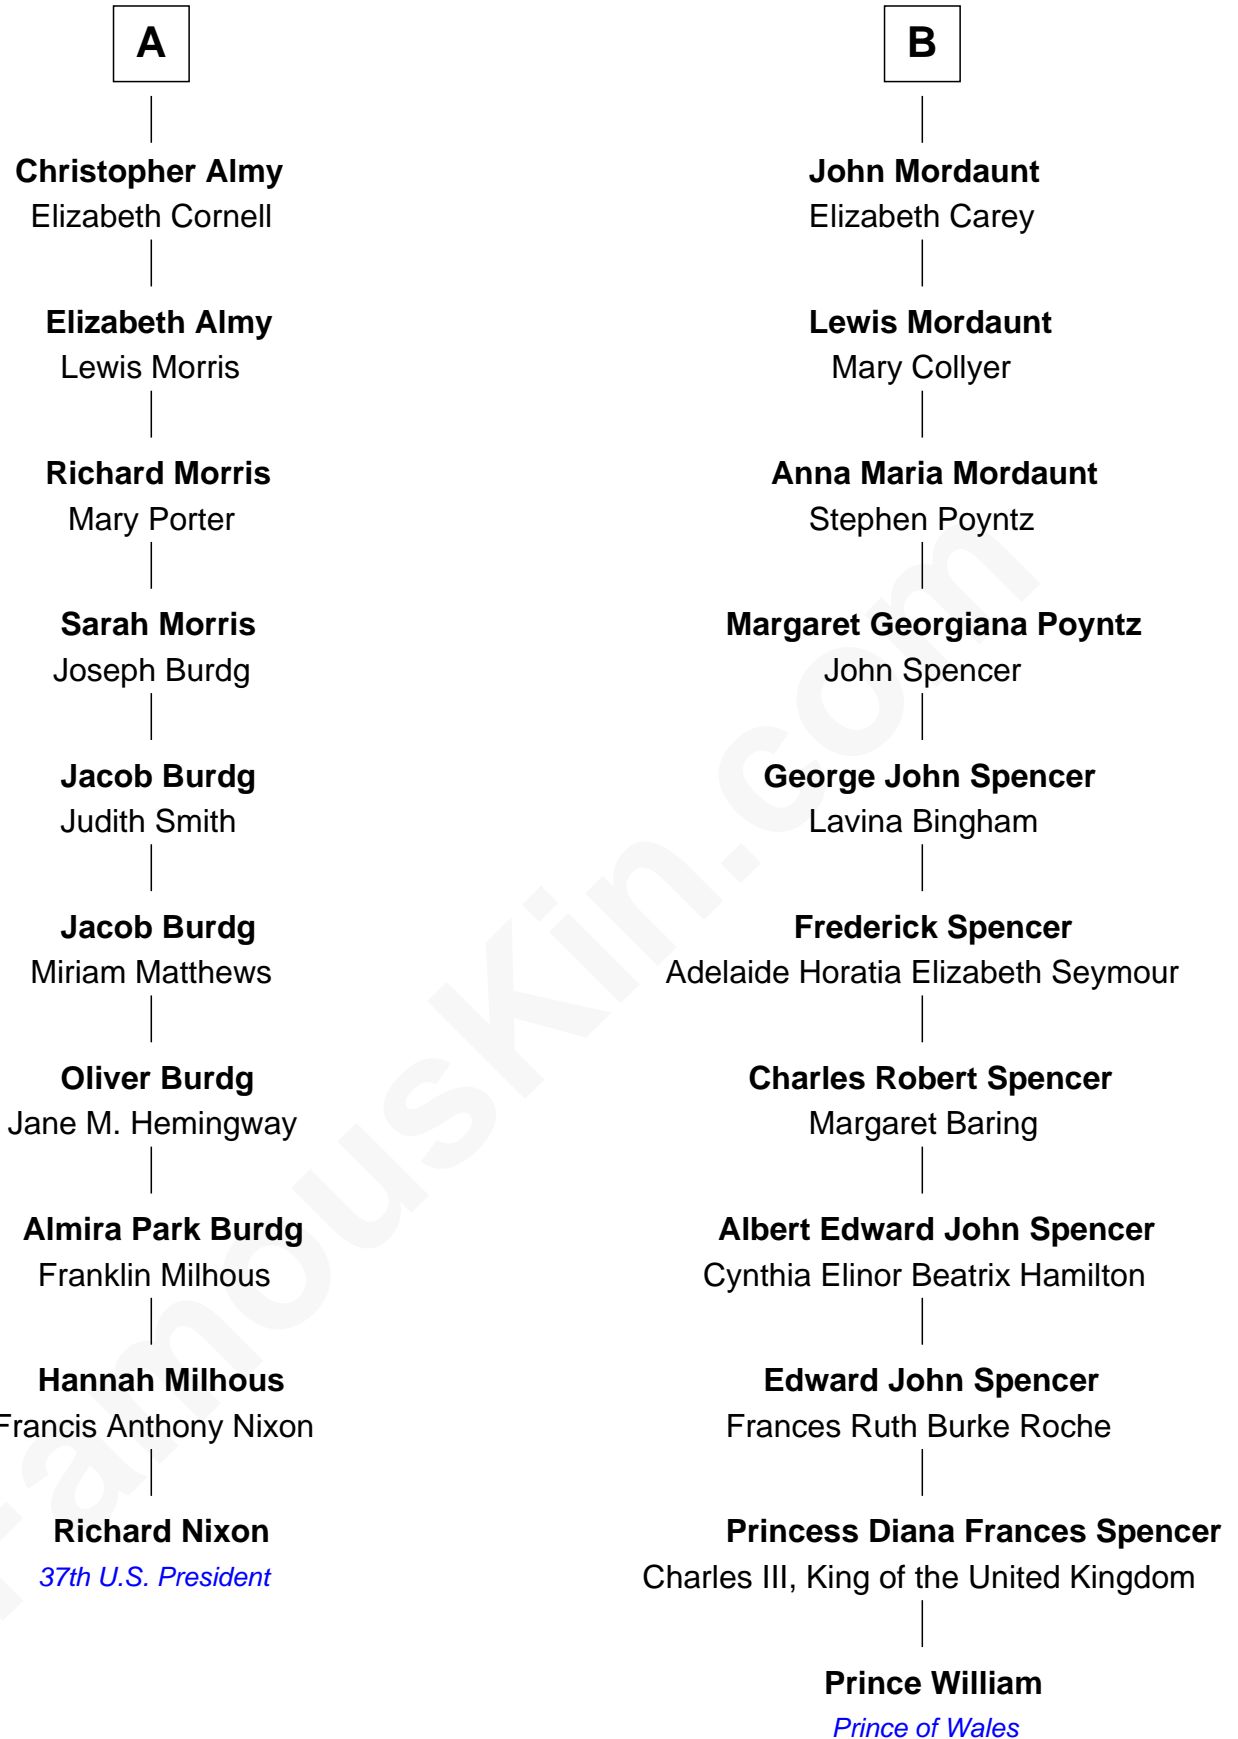 A
Christopher Almy
Elizabeth Cornell
Elizabeth Almy
Lewis Morris
Richard Morris
Mary Porter
Sarah Morris
Joseph Burdg
Jacob Burdg
Judith Smith
Jacob Burdg
Miriam Matthews
Oliver Burdg
Jane M. Hemingway
Almira Park Burdg
Franklin Milhous
Hannah Milhous
Francis Anthony Nixon
Richard Nixon
37th U.S. President
B
John Mordaunt
Elizabeth Carey
Lewis Mordaunt
Mary Collyer
Anna Maria Mordaunt
Stephen Poyntz
Margaret Georgiana Poyntz
John Spencer
George John Spencer
Lavina Bingham
Frederick Spencer
Adelaide Horatia Elizabeth Seymour
Charles Robert Spencer
Margaret Baring
Albert Edward John Spencer
Cynthia Elinor Beatrix Hamilton
Edward John Spencer
Frances Ruth Burke Roche
Princess Diana Frances Spencer
Charles III, King of the United Kingdom
Prince William
Prince of Wales
FamousKin.com